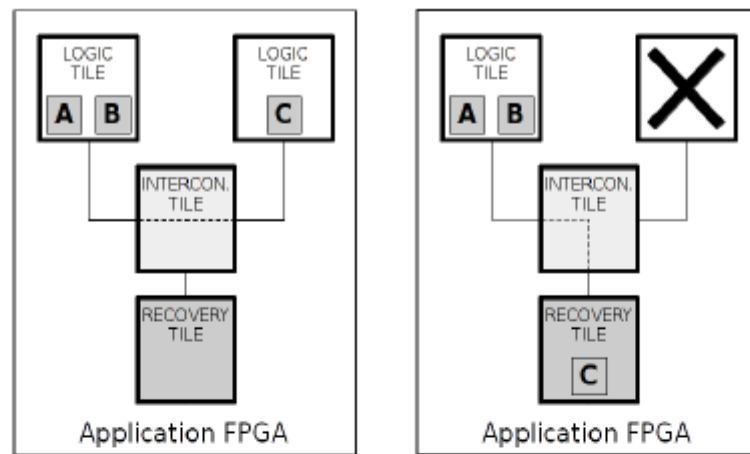 LOGIC
TILE
A B
LOGIC
TILE
C
INTERCON.
TILE
RECOVERY
TILE
Application FPGA
LOGIC
TILE
A B
INTERCON.
TILE
RECOVERY
TILE
C
Application FPGA